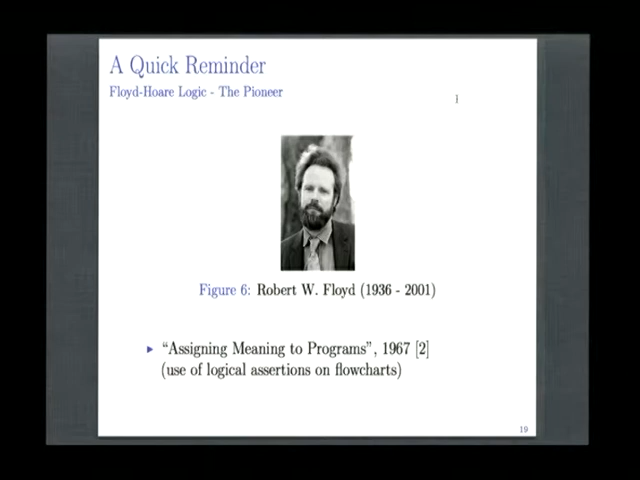 A Quick Reminder
Floyd-Hoare Logic - The Pioneer
Figure 6: Robert W. Floyd (1936 - 2001)
▸ “Assigning Meaning to Programs”, 1967 [2]
(use of logical assertions on flowcharts)
19